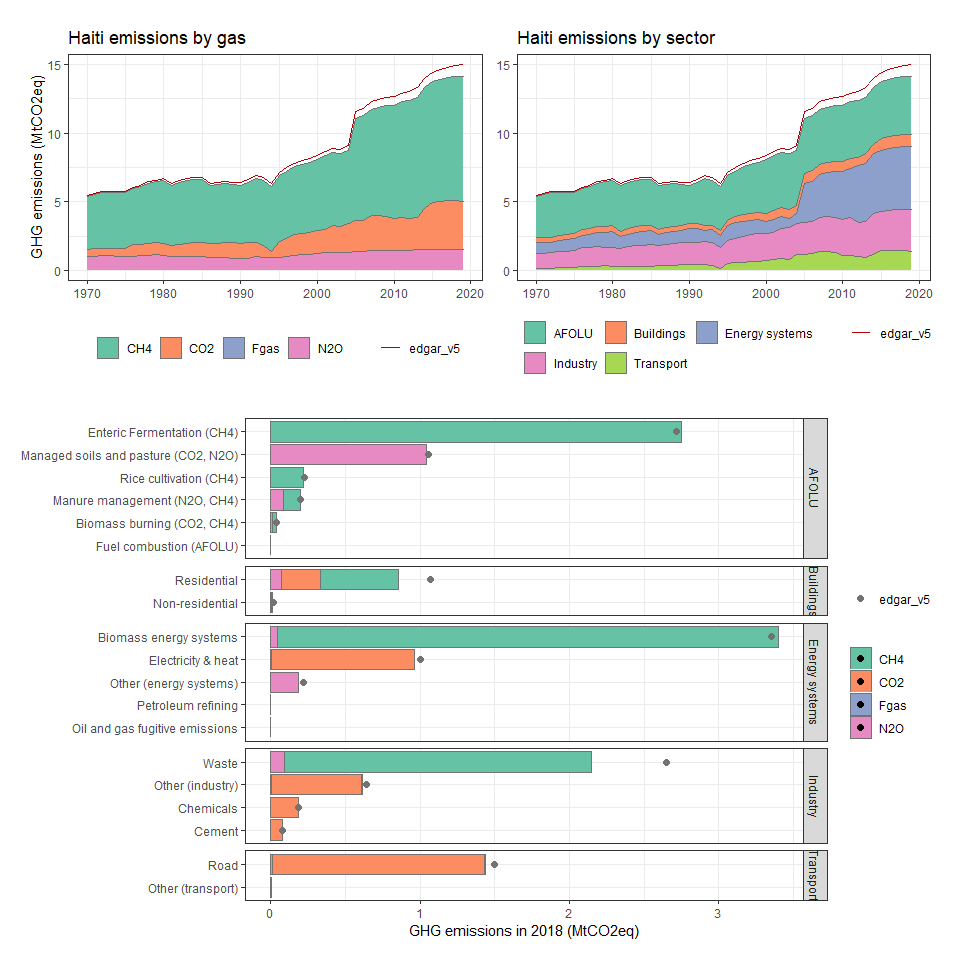 Haiti emissions by gas
Haiti emissions by sector
GHG emissions (MtCO2eq)
15
10
5
0
1970 1980 1990 2000 2010 2020
15
10
5
0
1970 1980 1990 2000 2010 2020
CH4 CO2 Fgas N2O edgar_v5
AFOLU Buildings Energy systems edgar_v5
Industry Transport
Enteric Fermentation (CH4)
Managed soils and pasture (CO2, N2O)
Rice cultivation (CH4)
Manure management (N2O, CH4)
Biomass burning (CO2, CH4)
Fuel combustion (AFOLU)
AFOLU
Residential
Non-residential
Buildings
Biomass energy systems
Electricity & heat
Other (energy systems)
Petroleum refining
Oil and gas fugitive emissions
Energy systems
Waste
Other (industry)
Chemicals
Cement
Industry
Road
Other (transport)
Transport
0 1 2 3
GHG emissions in 2018 (MtCO2eq)
edgar_v5
CH4
CO2
Fgas
N2O